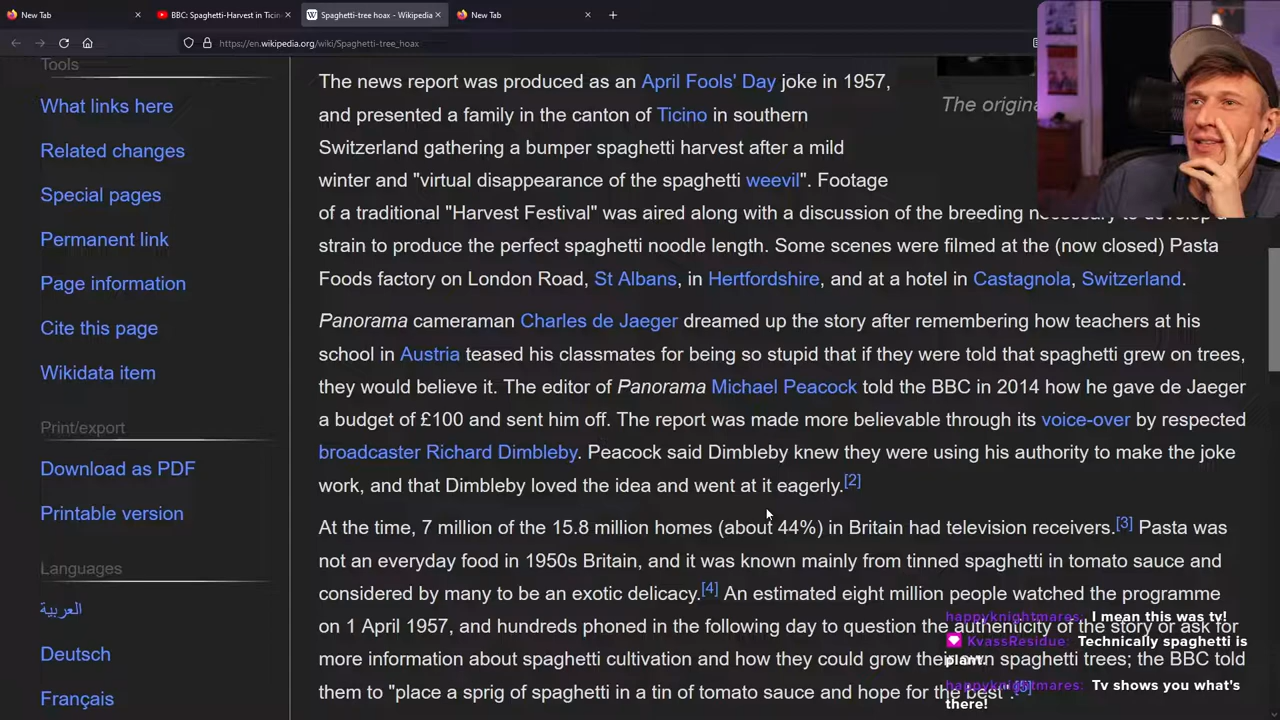 New Tab
BBC: Spaghetti-Harvest in Ticin
Spaghetti-tree hoax - Wikipedia
New Tab
https://en.wikipedia.org/wiki/Spaghetti-tree_hoax
Tools
What links here
Related changes
Special pages
Permanent link
Page information
Cite this page
Wikidata item
Print/export
Download as PDF
Printable version
Languages
العربية
Deutsch
Français
The news report was produced as an April Fools' Day joke in 1957,
and presented a family in the canton of Ticino in southern
Switzerland gathering a bumper spaghetti harvest after a mild
winter and "virtual disappearance of the spaghetti weevil". Footage
of a traditional "Harvest Festival" was aired along with a discussion of the breeding necessary to develop a
strain to produce the perfect spaghetti noodle length. Some scenes were filmed at the (now closed) Pasta
Foods factory on London Road, St Albans, in Hertfordshire, and at a hotel in Castagnola, Switzerland.
Panorama cameraman Charles de Jaeger dreamed up the story after remembering how teachers at his
school in Austria teased his classmates for being so stupid that if they were told that spaghetti grew on trees,
they would believe it. The editor of Panorama Michael Peacock told the BBC in 2014 how he gave de Jaeger
a budget of £100 and sent him off. The report was made more believable through its voice-over by respected
broadcaster Richard Dimbleby. Peacock said Dimbleby knew they were using his authority to make the joke
work, and that Dimbleby loved the idea and went at it eagerly.[2]
At the time, 7 million of the 15.8 million homes (about 44%) in Britain had television receivers.[3] Pasta was
not an everyday food in 1950s Britain, and it was known mainly from tinned spaghetti in tomato sauce and
considered by many to be an exotic delicacy.[4] An estimated eight million people watched the programme
on 1 April 1957, and hundreds phoned in the following day to question the authenticity of the story or ask for
more information about spaghetti cultivation and how they could grow their own spaghetti trees; the BBC told
them to "place a sprig of spaghetti in a tin of tomato sauce and hope for the best".[5]
The origina
happyknightmares: I mean this was tv!
KvassResidue: Technically spaghetti is
plant.
happyknightmares: Tv shows you what's
there!